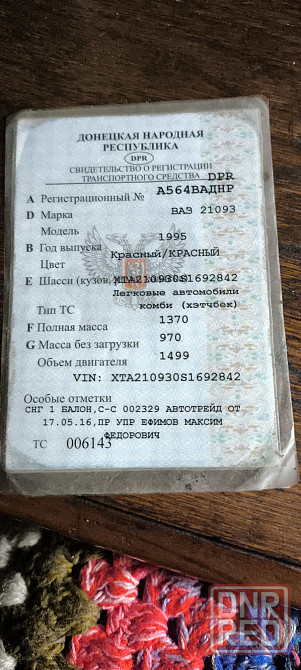 ДОНЕЦКАЯ НАРОДНАЯ
РЕСПУБЛИКА
DPR
СВИДЕТЕЛЬСТВО О РЕГИСТРАЦИИ
ТРАНСПОРТНОГО СРЕДСТВА DPR
A Регистрационный № А564ВАДНР
D Марка ВАЗ 21093
Модель
B Год выпуска 1995
Цвет Красный/КРАСНЫЙ
E Шасси (кузов, XTA210930S1692842
Легковые автомобили
Тип ТС комби (хэтчбек)
F Полная масса 1370
G Масса без загрузки 970
Объем двигателя 1499
VIN: XTA210930S1692842
Особые отметки
СНГ 1 БАЛОН,С-С 002329 АВТОТРЕЙД ОТ
17.05.16,ПР УПР ЕФИМОВ МАКСИМ
ФЕДОРОВИЧ
ТС 006143
DNR
RED